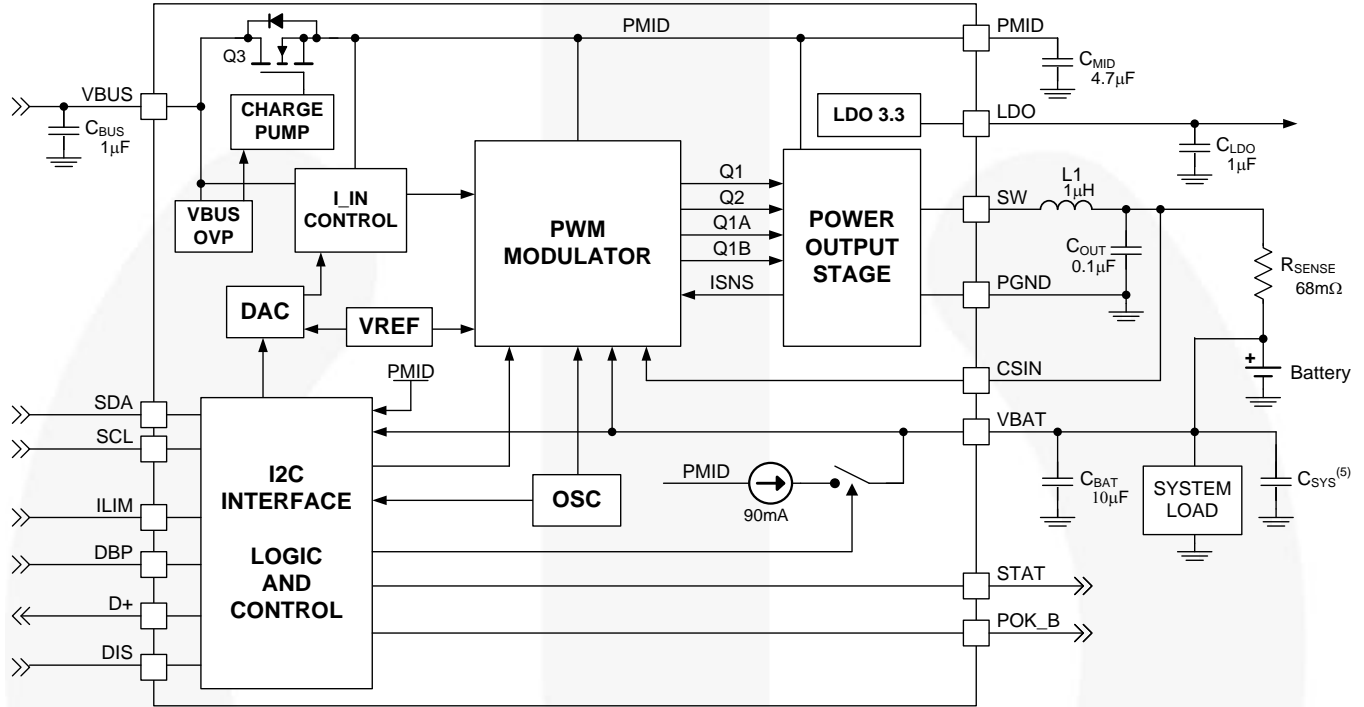 PMID
PMID
PMID
Q3
CMID
4.7µF
VBUS
CBUS
1µF
CHARGE
PUMP
LDO 3.3
LDO
CLDO
1µF
I_IN
CONTROL
VBUS
OVP
PWM
MODULATOR
Q1
Q2
Q1A
Q1B
ISNS
POWER
OUTPUT
STAGE
SW
L1
1µH
COUT
0.1µF
RSENSE
68mΩ
PGND
DAC
VREF
CSIN
+
Battery
PMID
SDA
SCL
VBAT
I2C
INTERFACE
LOGIC
AND
CONTROL
PMID
90mA
OSC
CBAT
10µF
SYSTEM
LOAD
CSYS(5)
ILIM
DBP
D+
DIS
STAT
POK_B